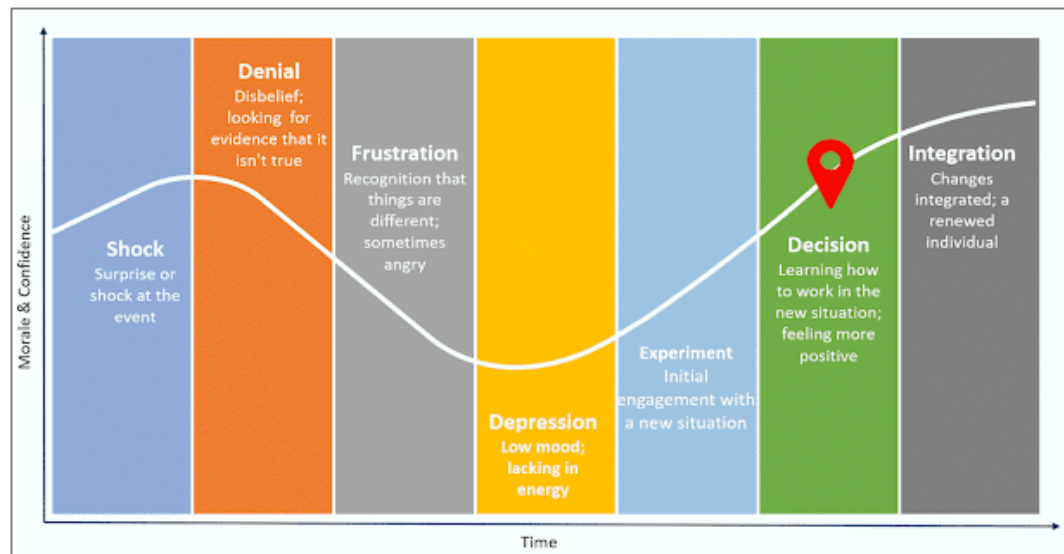 Morale & Confidence
Shock
Surprise or
shock at the
event
Denial
Disbelief;
looking for
evidence that it
isn't true
Frustration
Recognition that
things are
different;
sometimes
angry
Depression
Low mood;
lacking in
energy
Experiment
Initial
engagement with
a new situation
Decision
Learning how
to work in the
new situation;
feeling more
positive
Integration
Changes
integrated; a
renewed
individual
Time